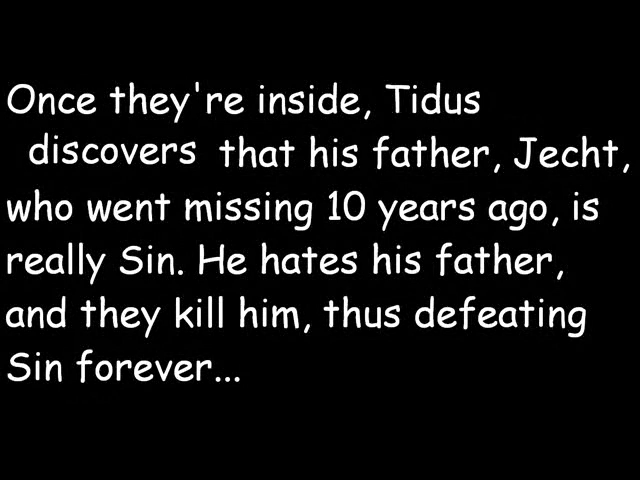 Once they're inside, Tidus
discovers that his father, Jecht,
who went missing 10 years ago, is
really Sin. He hates his father,
and they kill him, thus defeating
Sin forever...